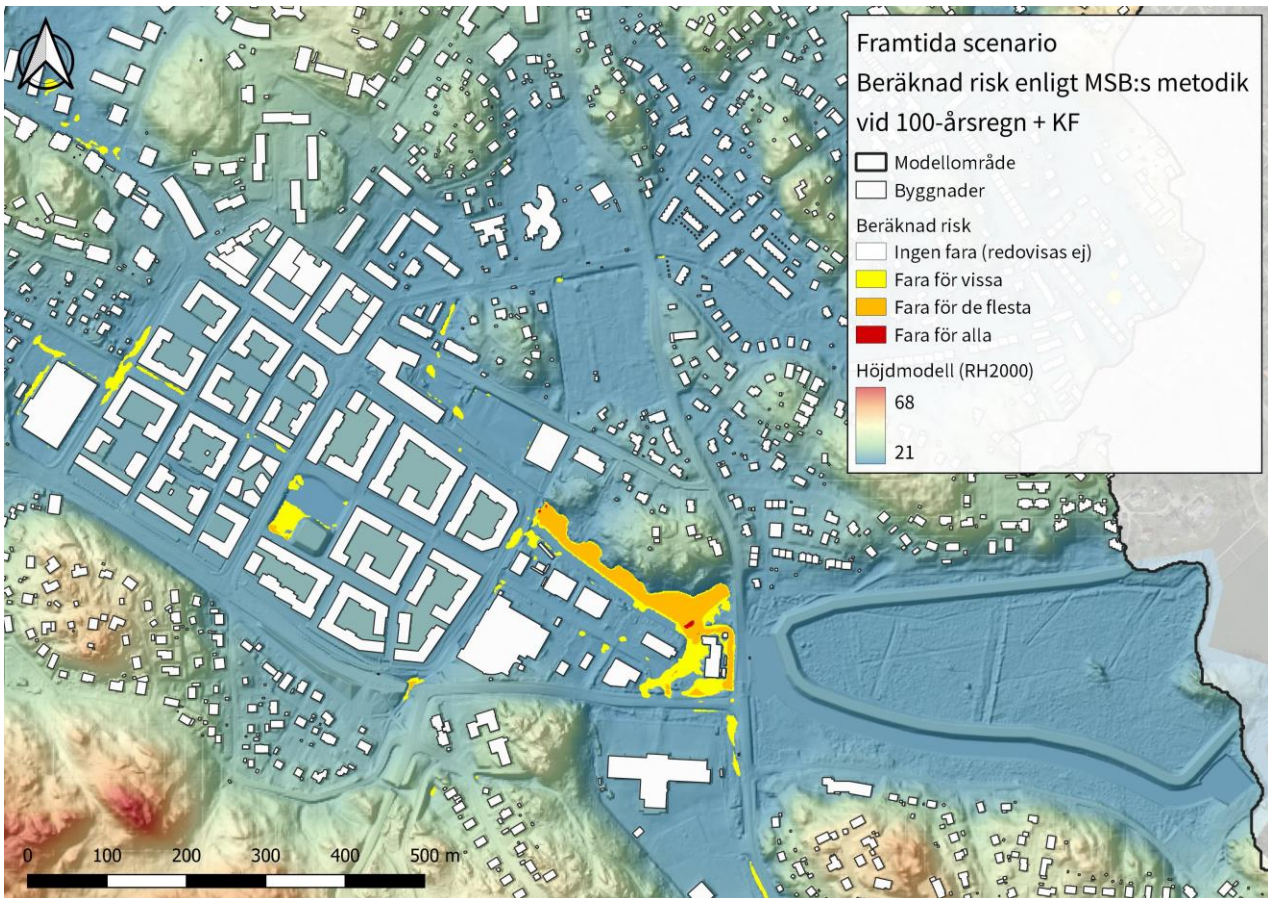 Framtida scenario
Beräknad risk enligt MSB:s metodik
vid 100-årsregn + KF
Modellområde
Byggnader
Beräknad risk
Ingen fara (redovisas ej)
Fara för vissa
Fara för de flesta
Fara för alla
Höjdmodell (RH2000)
68
21
0 100 200 300 400 500 m